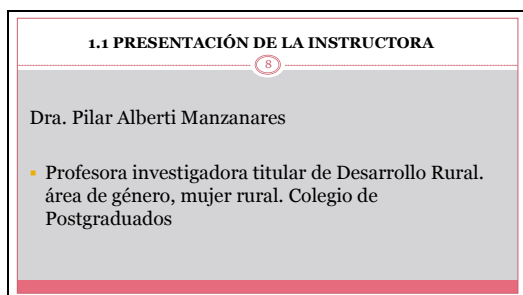 1.1 PRESENTACIÓN DE LA INSTRUCTORA
8
Dra. Pilar Alberti Manzanares
Profesora investigadora titular de Desarrollo Rural.
área de género, mujer rural. Colegio de
Postgraduados